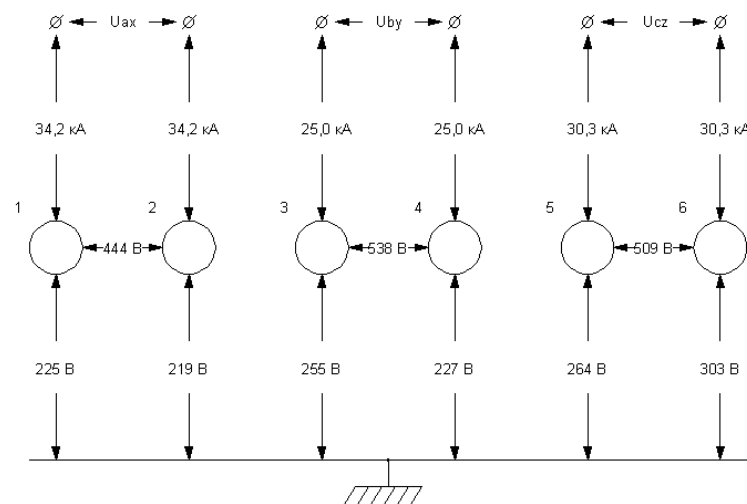 Uax Uby Ucz
34,2 кА 34,2 кА 25,0 кА 25,0 кА 30,3 кА 30,3 кА
1 2 3 4 5 6
444 В 538 В 509 В
225 В 219 В 255 В 227 В 264 В 303 В